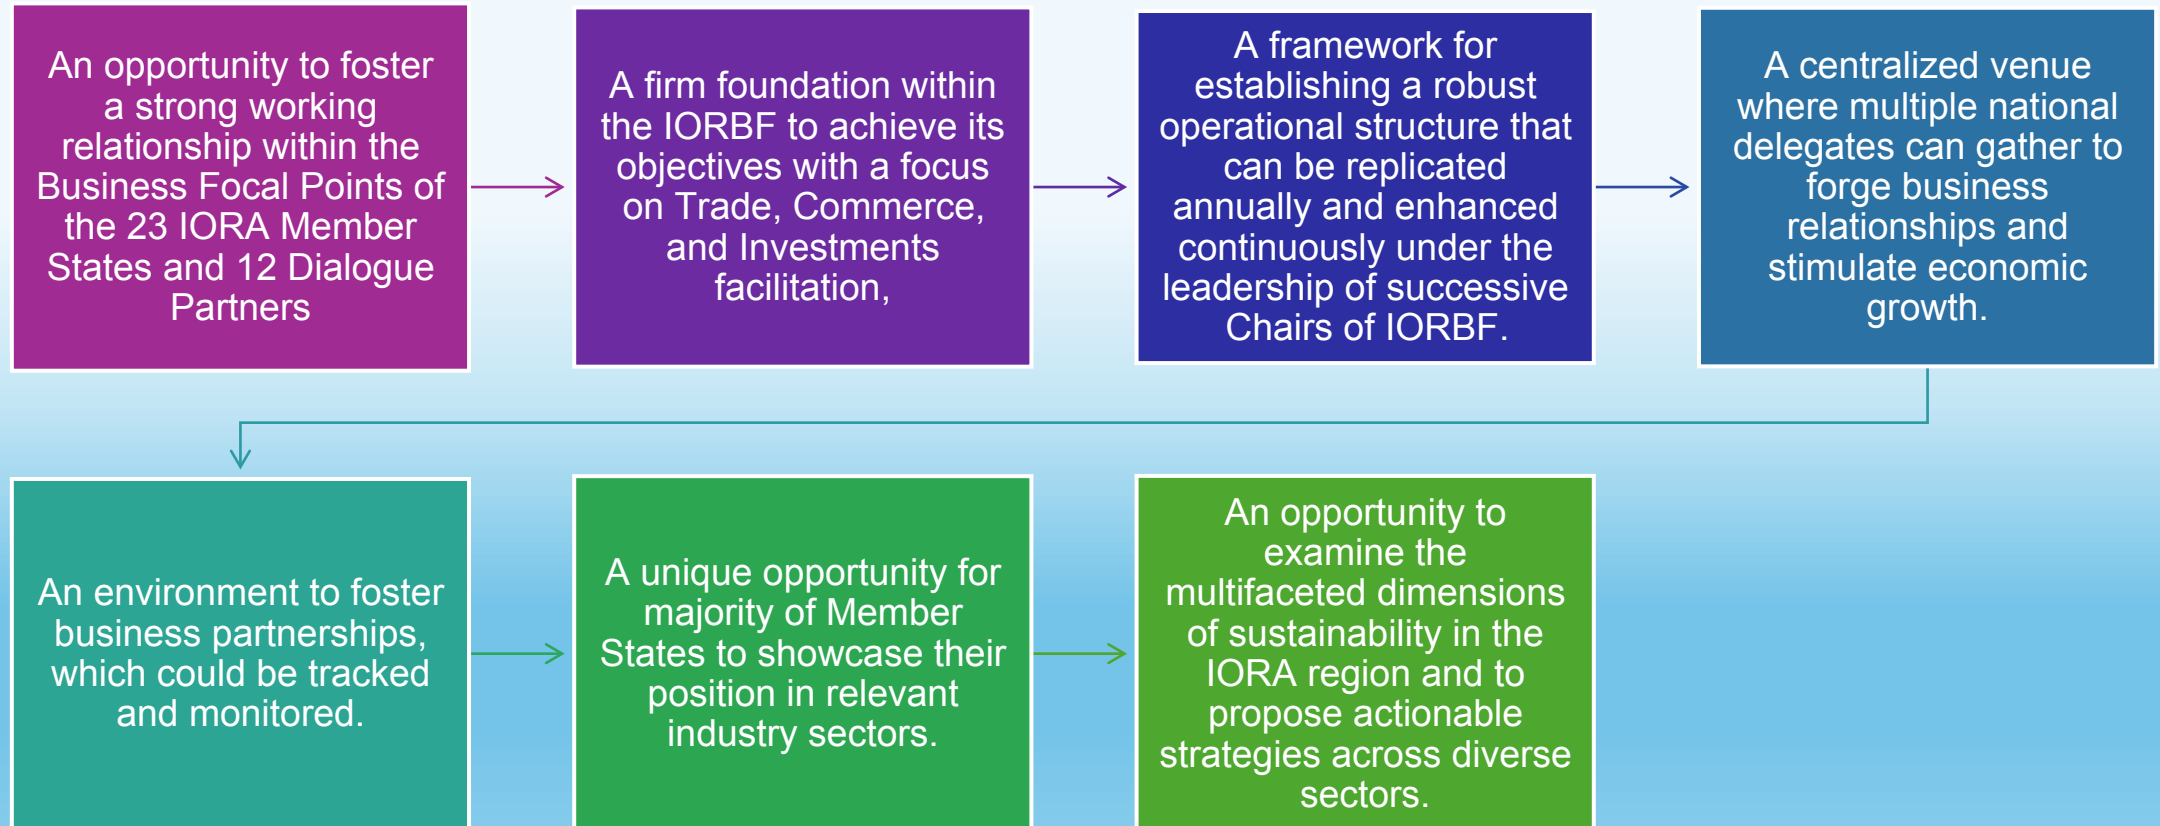 An opportunity to foster
a strong working
relationship within the
Business Focal Points of
the 23 IORA Member
States and 12 Dialogue
Partners
A firm foundation within
the IORBF to achieve its
objectives with a focus
on Trade, Commerce,
and Investments
facilitation,
A framework for
establishing a robust
operational structure that
can be replicated
annually and enhanced
continuously under the
leadership of successive
Chairs of IORBF.
A centralized venue
where multiple national
delegates can gather to
forge business
relationships and
stimulate economic
growth.
An environment to foster
business partnerships,
which could be tracked
and monitored.
A unique opportunity for
majority of Member
States to showcase their
position in relevant
industry sectors.
An opportunity to
examine the
multifaceted dimensions
of sustainability in the
IORA region and to
propose actionable
strategies across diverse
sectors.